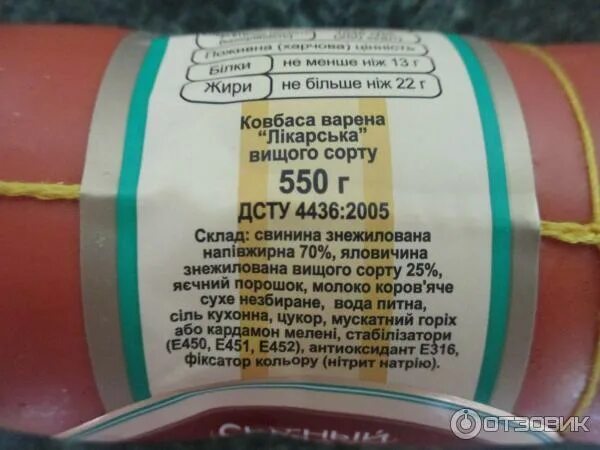 Поживна (харчова) цінність
Білки не менше ніж 13 г
Жири не більше ніж 22 г
Ковбаса варена
“Лікарська”
вищого сорту
550 г
ДСТУ 4436:2005
Склад: свинина знежилована
напівжирна 70%, яловичина
знежилована вищого сорту 25%,
яєчний порошок, молоко коров'яче
сухе незбиране, вода питна,
сіль кухонна, цукор, мускатний горіх
або кардамон мелені, стабілізатори
(Е450, Е451, Е452), антиоксидант Е316,
фіксатор кольору (нітрит натрію).
ОТЗОВИК